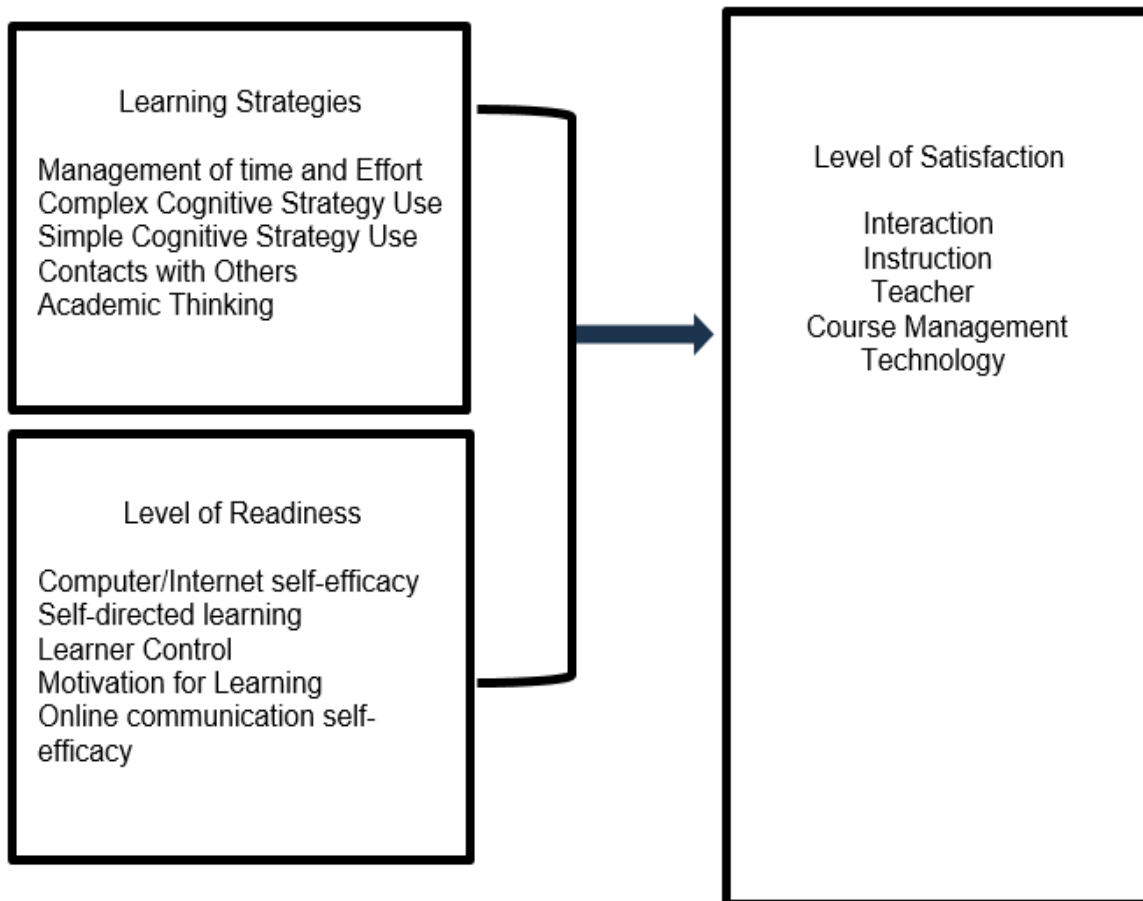 Learning Strategies
Management of time and Effort
Complex Cognitive Strategy Use
Simple Cognitive Strategy Use
Contacts with Others
Academic Thinking
Level of Readiness
Computer/Internet self-efficacy
Self-directed learning
Learner Control
Motivation for Learning
Online communication self-
efficacy
Level of Satisfaction
Interaction
Instruction
Teacher
Course Management
Technology